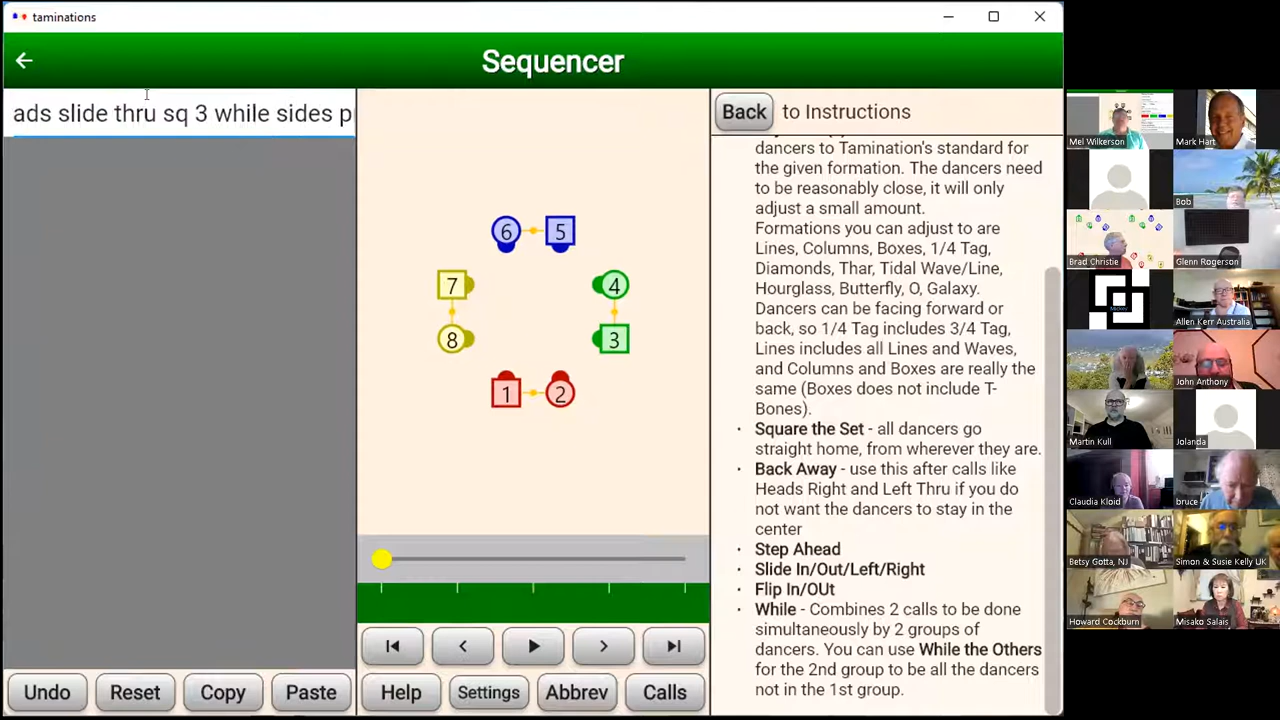 taminations
Sequencer
ads slide thru sq 3 while sides p
Back to Instructions
dancers to Tamination's standard for
the given formation. The dancers need
to be reasonably close, it will only
adjust a small amount.
Formations you can adjust to are
Lines, Columns, Boxes, 1/4 Tag,
Diamonds, Thar, Tidal Wave/Line,
Hourglass, Butterfly, O, Galaxy.
Dancers can be facing forward or
back, so 1/4 Tag includes 3/4 Tag,
Lines includes all Lines and Waves,
and Columns and Boxes are really the
same (Boxes does not include T-
Bones).
· Square the Set - all dancers go
straight home, from wherever they are.
· Back Away - use this after calls like
Heads Right and Left Thru if you do
not want the dancers to stay in the
center
· Step Ahead
· Slide In/Out/Left/Right
· Flip In/OUt
· While - Combines 2 calls to be done
simultaneously by 2 groups of
dancers. You can use While the Others
for the 2nd group to be all the dancers
not in the 1st group.
6 5
7 4
8 3
1 2
Undo Reset Copy Paste
Help Settings Abbrev Calls
Mel Wilkerson
Mark Hart
Bob
Brad Christie
Glenn Rogerson
Allen Kerr Australia
John Anthony
Martin Kull
Jolanda
Claudia Kloid
bruce
Betsy Gotta, NJ
Simon & Susie Kelly UK
Howard Cockburn
Misako Salais